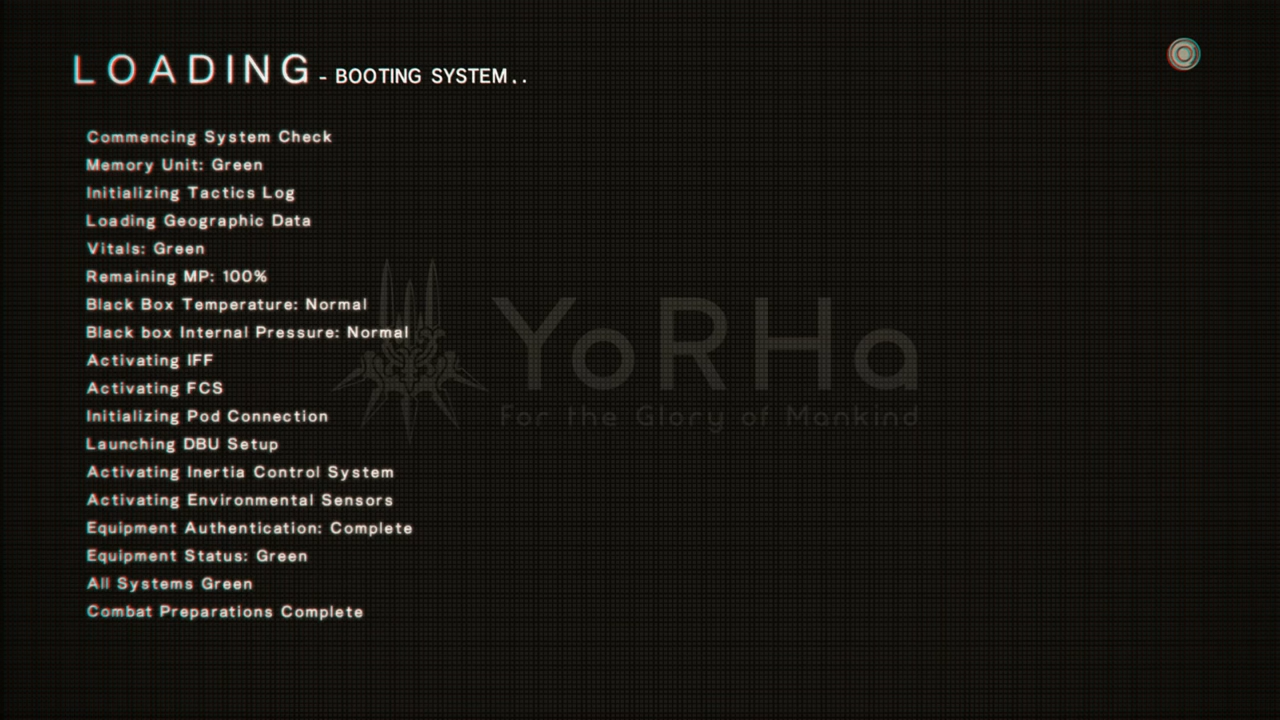 LOADING - BOOTING SYSTEM..
Commencing System Check
Memory Unit: Green
Initializing Tactics Log
Loading Geographic Data
Vitals: Green
Remaining MP: 100%
Black Box Temperature: Normal
Black box Internal Pressure: Normal
Activating IFF
Activating FCS
Initializing Pod Connection
Launching DBU Setup
Activating Inertia Control System
Activating Environmental Sensors
Equipment Authentication: Complete
Equipment Status: Green
All Systems Green
Combat Preparations Complete
YoRHa
For the Glory of Mankind